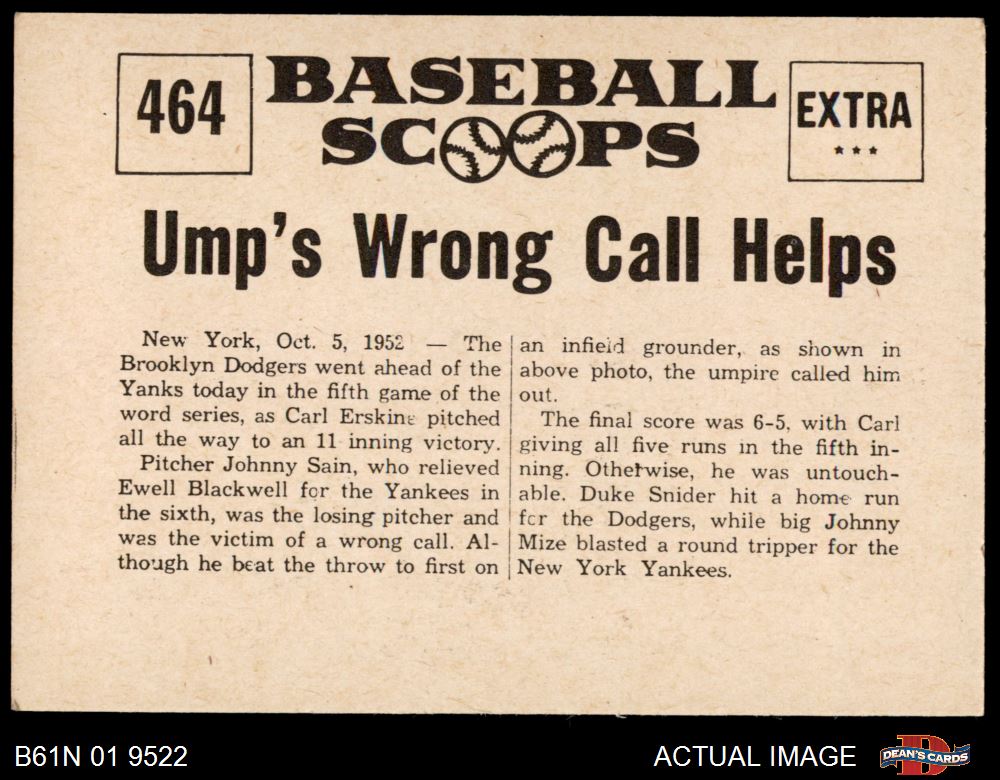 464
BASEBALL
SCOOPS
EXTRA
Ump's Wrong Call Helps
New York, Oct. 5, 1952 — The
Brooklyn Dodgers went ahead of the
Yanks today in the fifth game of the
word series, as Carl Erskine pitched
all the way to an 11 inning victory.
Pitcher Johnny Sain, who relieved
Ewell Blackwell for the Yankees in
the sixth, was the losing pitcher and
was the victim of a wrong call. Al-
though he beat the throw to first on
an infield grounder, as shown in
above photo, the umpire called him
out.
The final score was 6-5, with Carl
giving all five runs in the fifth in-
ning. Othetwise, he was untouch-
able. Duke Snider hit a home run
for the Dodgers, while big Johnny
Mize blasted a round tripper for the
New York Yankees.
B61N 01 9522
ACTUAL IMAGE
DEAN'S CARDS